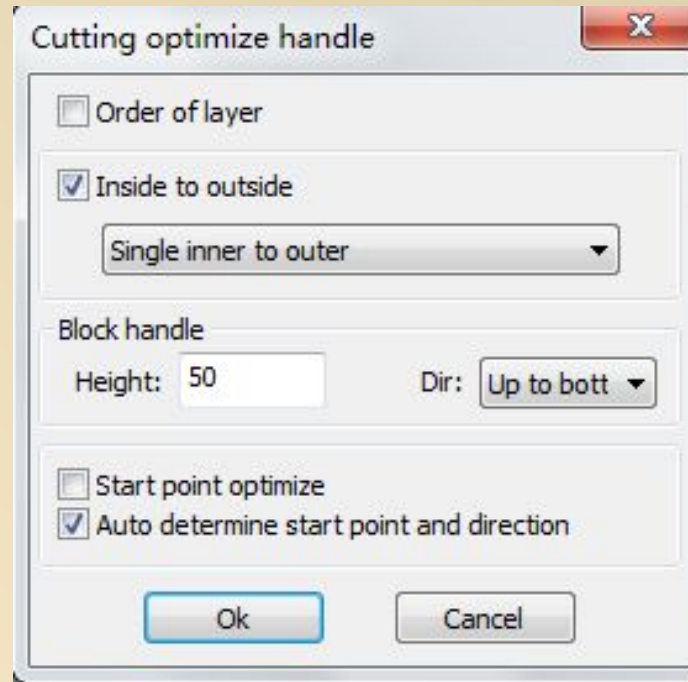 Cutting optimize handle
Order of layer
Inside to outside
Single inner to outer
Block handle
Height: 50 Dir: Up to bott
Start point optimize
Auto determine start point and direction
Ok Cancel